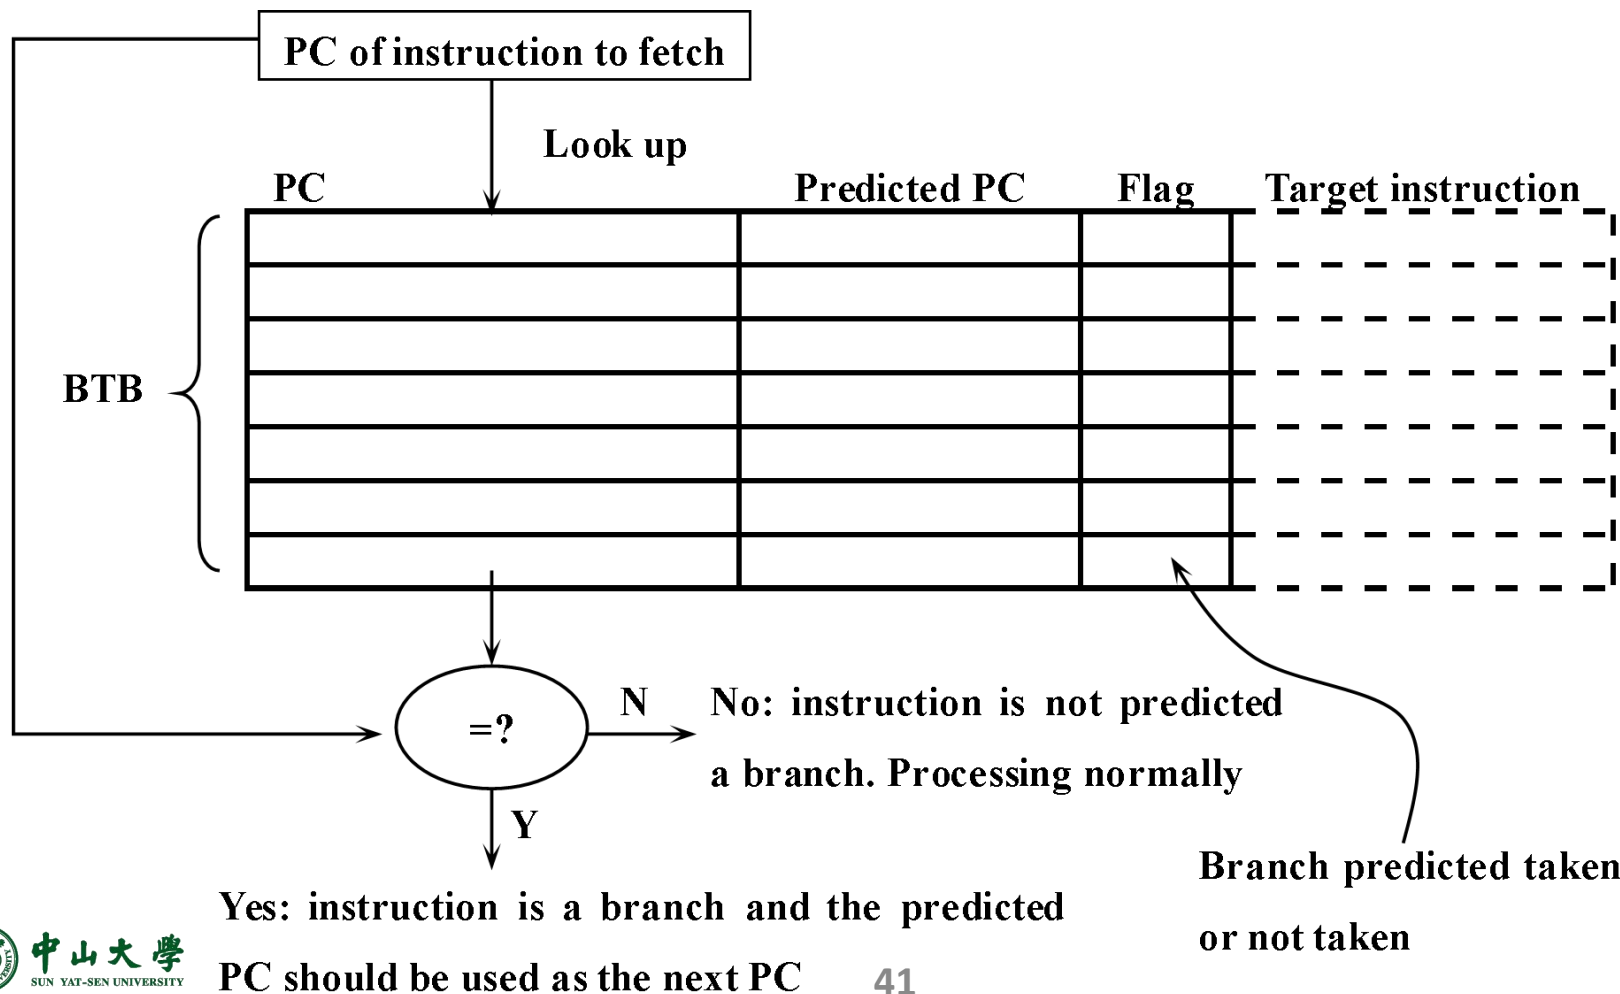 PC of instruction to fetch
Look up
PC Predicted PC Flag Target instruction
BTB
=?
N
No: instruction is not predicted
a branch. Processing normally
Y
Branch predicted taken
or not taken
Yes: instruction is a branch and the predicted
PC should be used as the next PC
中山大學
SUN YAT-SEN UNIVERSITY
41